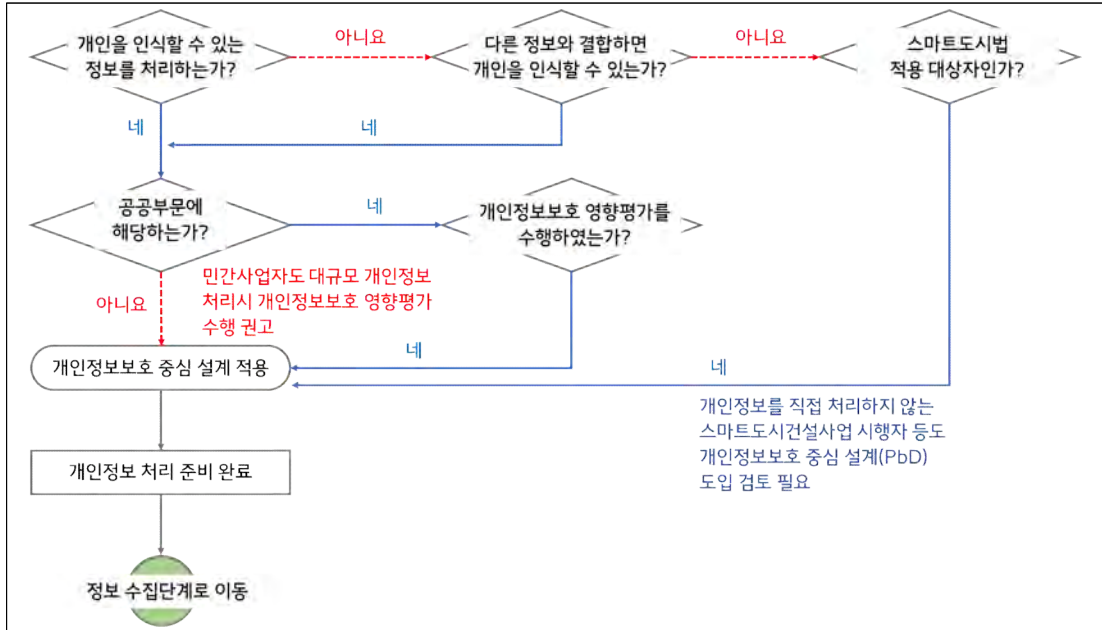 개인을 인식할 수 있는
정보를 처리하는가?
아니요
다른 정보와 결합하면
개인을 인식할 수 있는가?
아니요
스마트도시법
적용 대상자인가?
네
네
공공부문에
해당하는가?
네
개인정보보호 영향평가를
수행하였는가?
아니요
민간사업자도 대규모 개인정보
처리시 개인정보보호 영향평가
수행 권고
네
네
개인정보보호 중심 설계 적용
개인정보를 직접 처리하지 않는
스마트도시건설사업 시행자 등도
개인정보보호 중심 설계(PbD)
도입 검토 필요
개인정보 처리 준비 완료
정보 수집단계로 이동